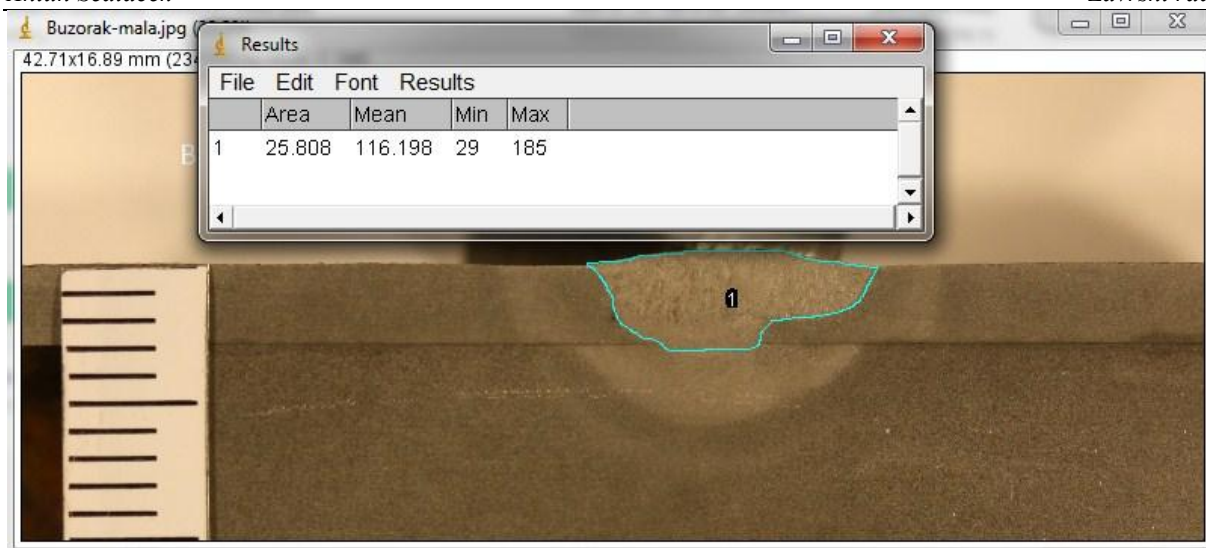 Buzorak-mala.jpg
Results
42.71x16.89 mm (234
File Edit Font Results
Area Mean Min Max
1 25.808 116.198 29 185
B
1